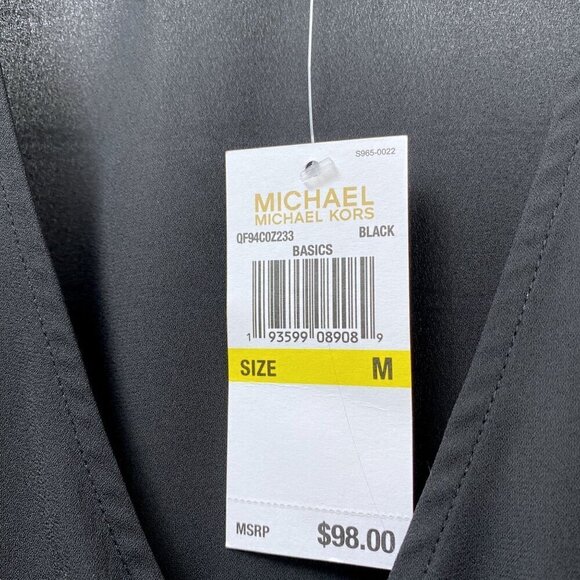 S965-0022
MICHAEL
MICHAEL KORS
QF94C0Z233 BLACK
BASICS
1 93599 08908 9
SIZE M
MSRP $98.00